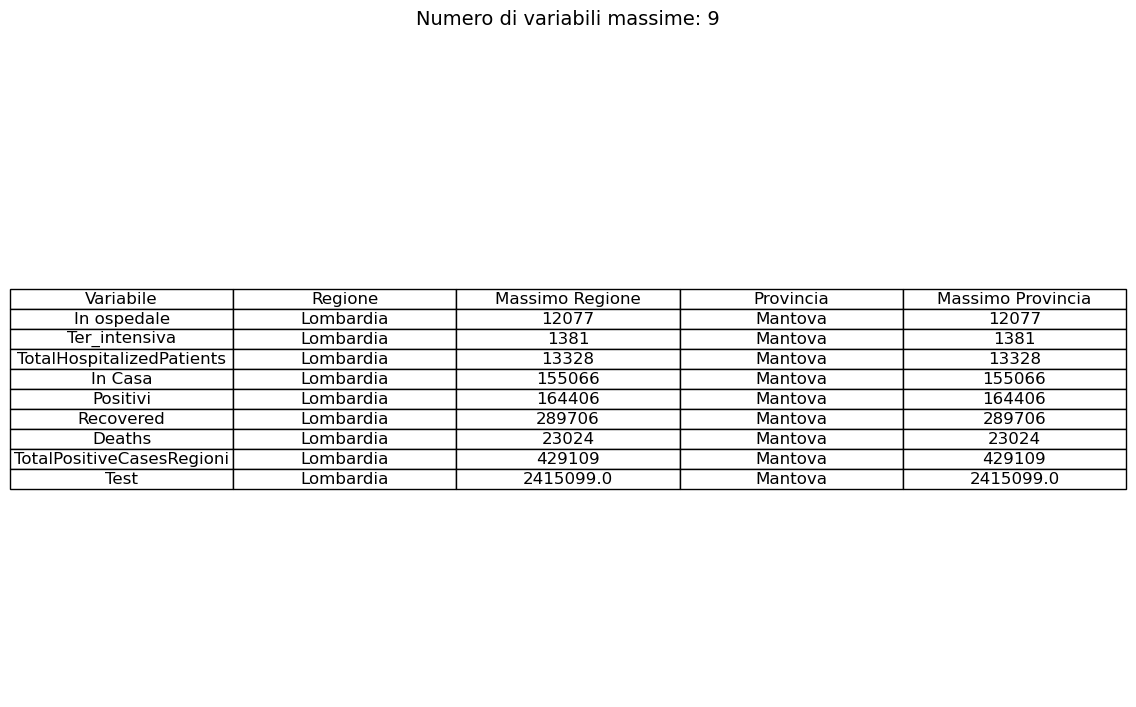 Numero di variabili massime: 9
Variabile Regione Massimo Regione Provincia Massimo Provincia
In ospedale Lombardia 12077 Mantova 12077
Ter_intensiva Lombardia 1381 Mantova 1381
TotalHospitalizedPatients Lombardia 13328 Mantova 13328
In Casa Lombardia 155066 Mantova 155066
Positivi Lombardia 164406 Mantova 164406
Recovered Lombardia 289706 Mantova 289706
Deaths Lombardia 23024 Mantova 23024
TotalPositiveCasesRegioni Lombardia 429109 Mantova 429109
Test Lombardia 2415099.0 Mantova 2415099.0